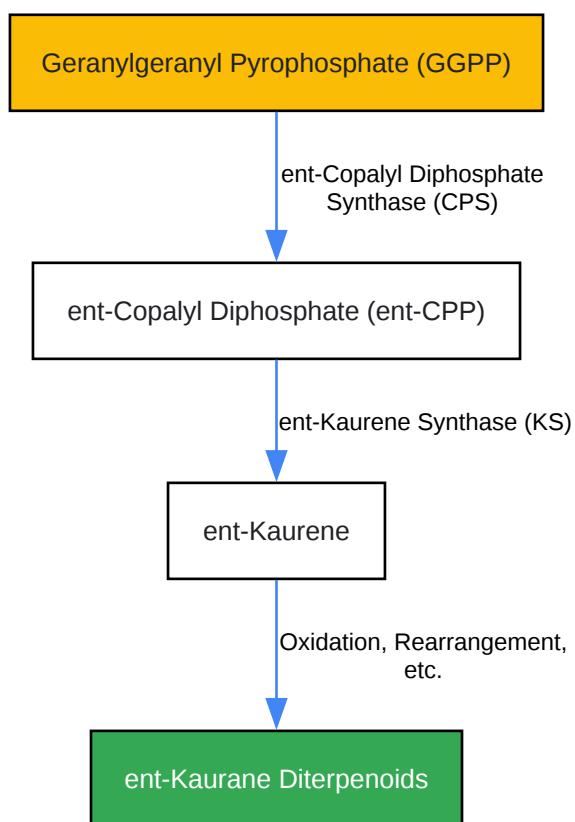 Geranylgeranyl Pyrophosphate (GGPP)
ent-Copalyl Diphosphate
Synthase (CPS)
ent-Copalyl Diphosphate (ent-CPP)
ent-Kaurene Synthase (KS)
ent-Kaurene
Oxidation, Rearrangement,
etc.
ent-Kaurane Diterpenoids